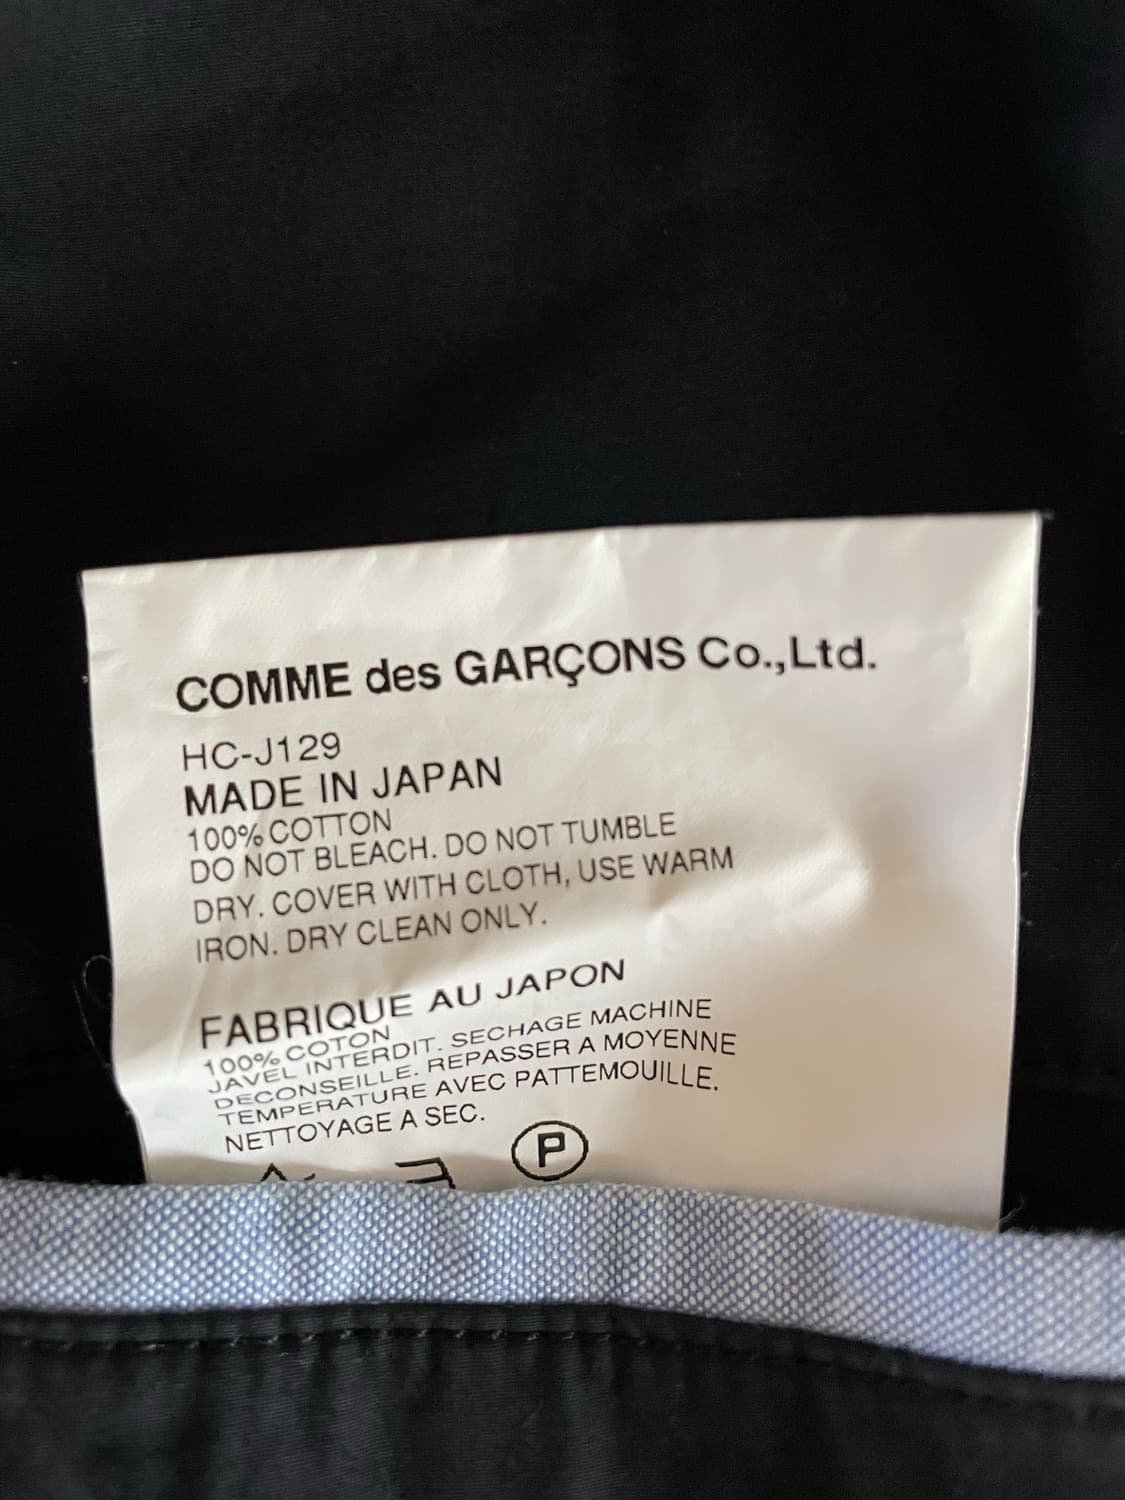 COMME des GARÇONS Co.,Ltd.
HC-J129
MADE IN JAPAN
100% COTTON
DO NOT BLEACH. DO NOT TUMBLE
DRY. COVER WITH CLOTH, USE WARM
IRON. DRY CLEAN ONLY.
FABRIQUE AU JAPON
100% COTON
JAVEL INTERDIT. SECHAGE MACHINE
DECONSEILLE. REPASSER A MOYENNE
TEMPERATURE AVEC PATTEMOUILLE.
NETTOYAGE A SEC.
P